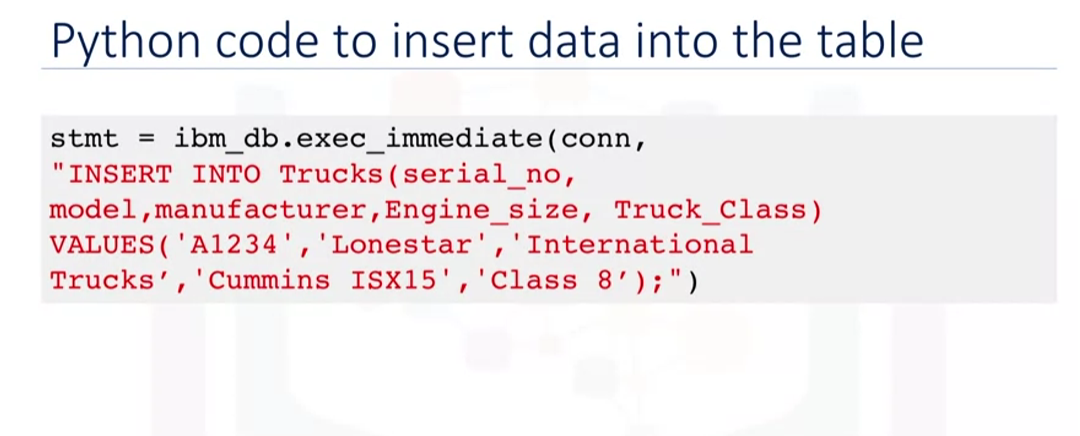 Python code to insert data into the table
stmt = ibm_db.exec_immediate(conn,
"INSERT INTO Trucks(serial_no,
model,manufacturer,Engine_size, Truck_Class)
VALUES('A1234','Lonestar','International
Trucks’,'Cummins ISX15','Class 8’);")